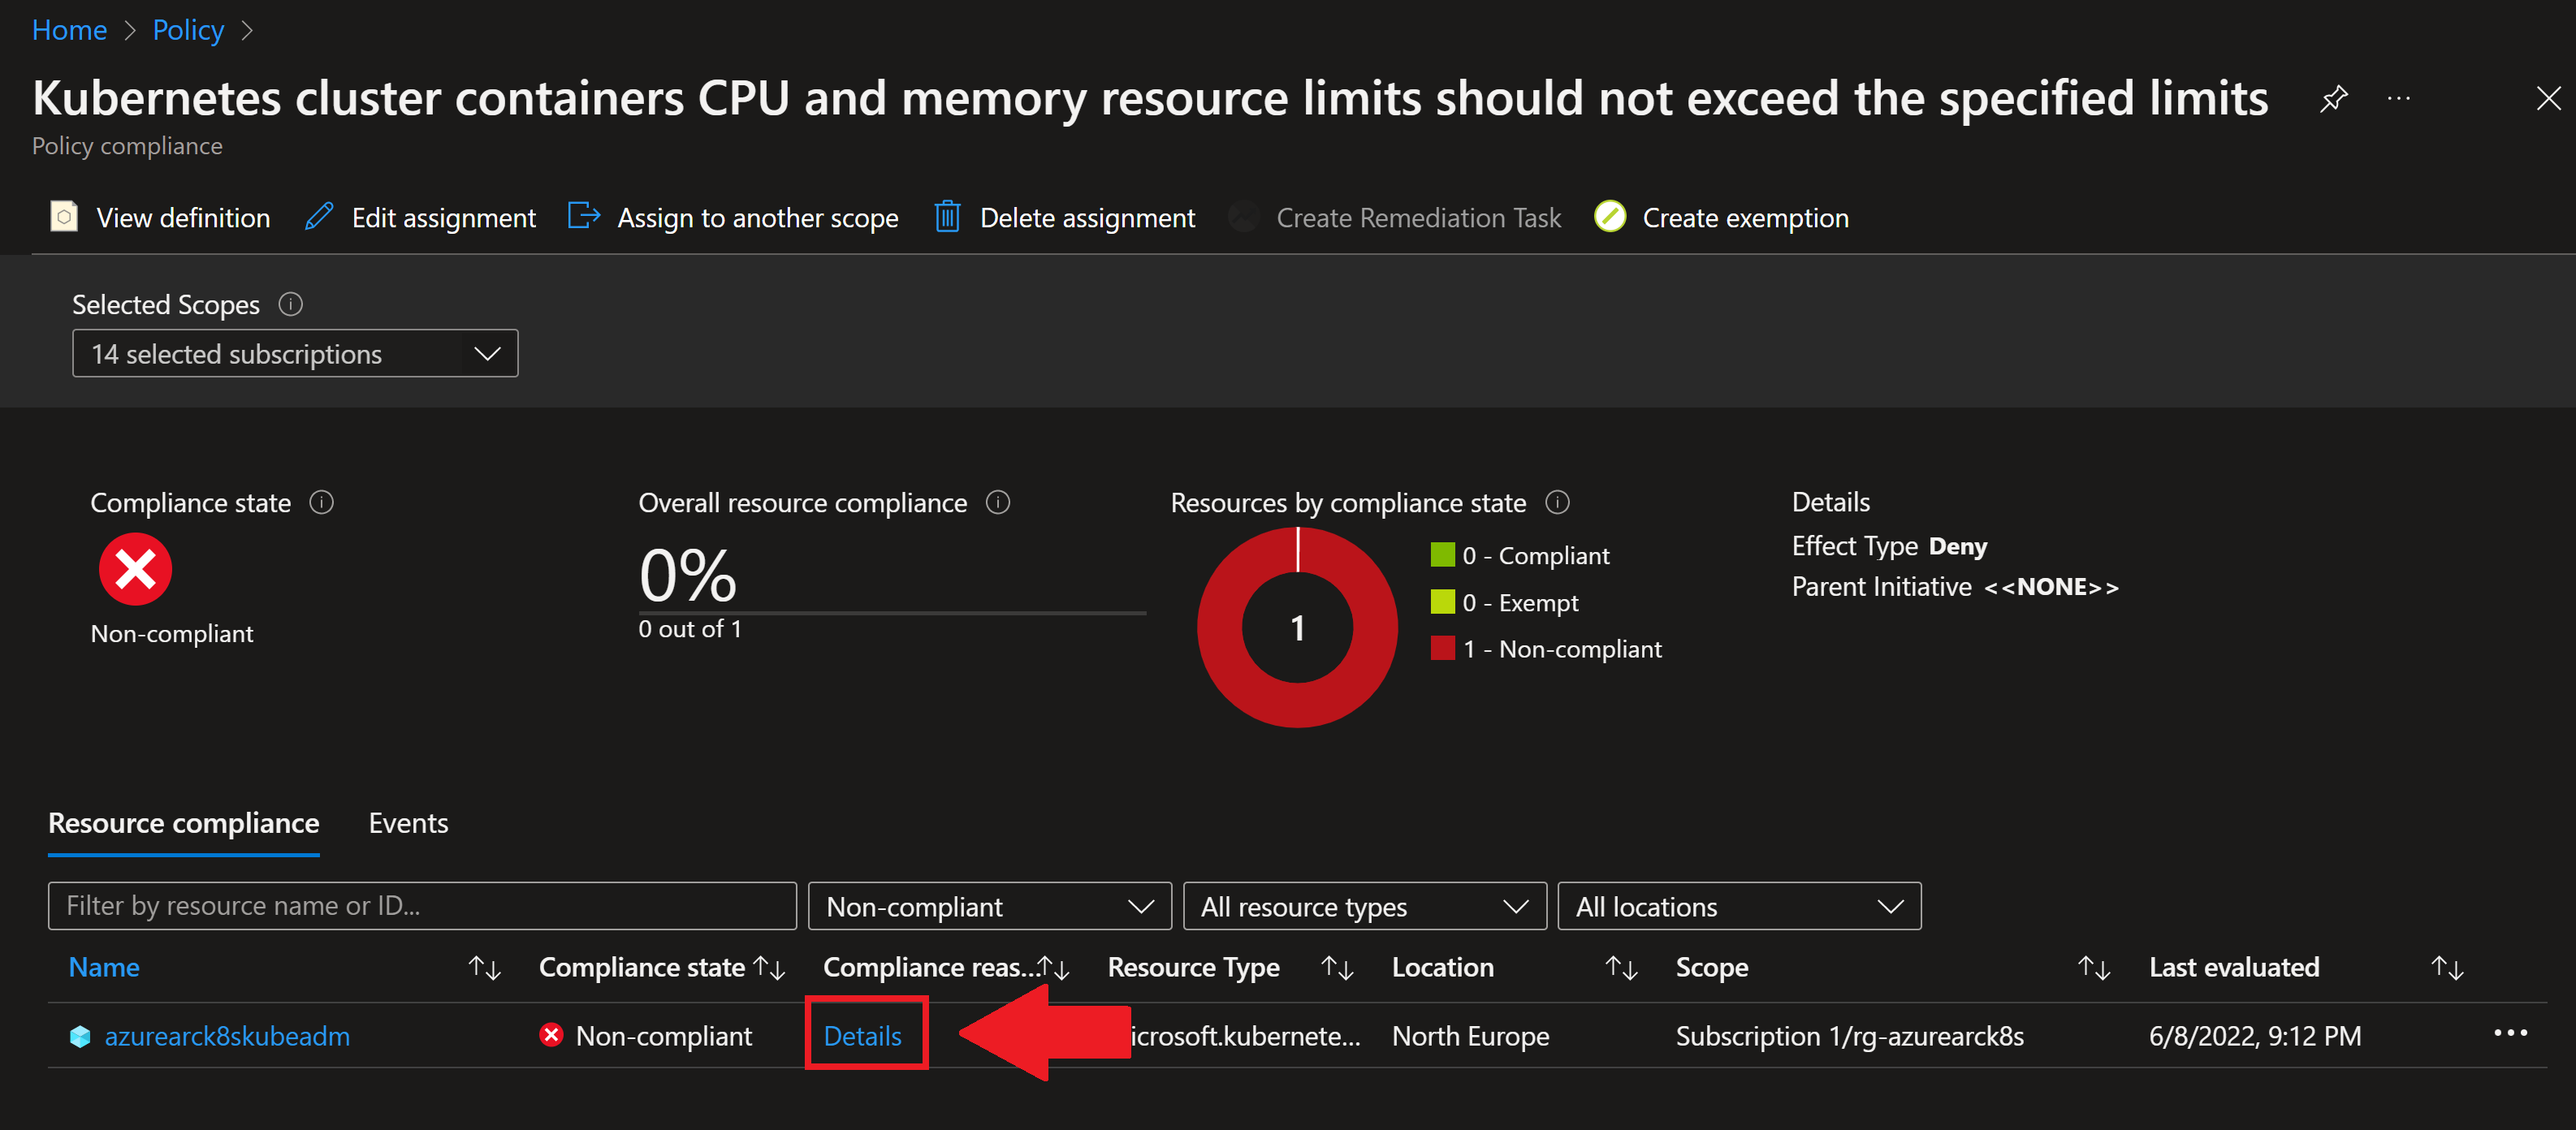 Home > Policy >
Kubernetes cluster containers CPU and memory resource limits should not exceed the specified limits
Policy compliance
View definition Edit assignment Assign to another scope Delete assignment Create Remediation Task Create exemption
Selected Scopes
14 selected subscriptions
Compliance state Overall resource compliance Resources by compliance state Details
Non-compliant
0%
0 out of 1
1
0 - Compliant
0 - Exempt
1 - Non-compliant
Effect Type Deny
Parent Initiative <<NONE>>
Resource compliance Events
Filter by resource name or ID... Non-compliant All resource types All locations
Name Compliance state Compliance reas... Resource Type Location Scope Last evaluated
azurearck8skubeadm Non-compliant Details icrosoft.kubernete... North Europe Subscription 1/rg-azurearck8s 6/8/2022, 9:12 PM ...